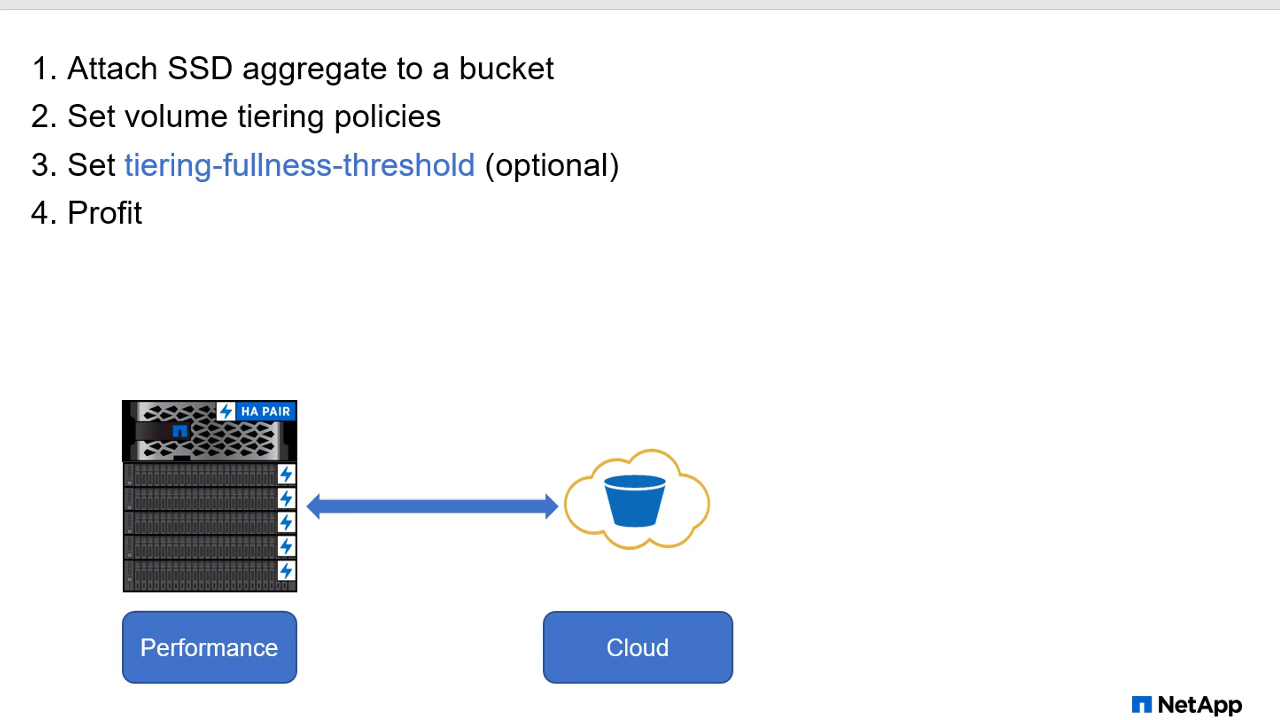 1. Attach SSD aggregate to a bucket
2. Set volume tiering policies
3. Set tiering-fullness-threshold (optional)
4. Profit
HA PAIR
Performance
Cloud
NetApp